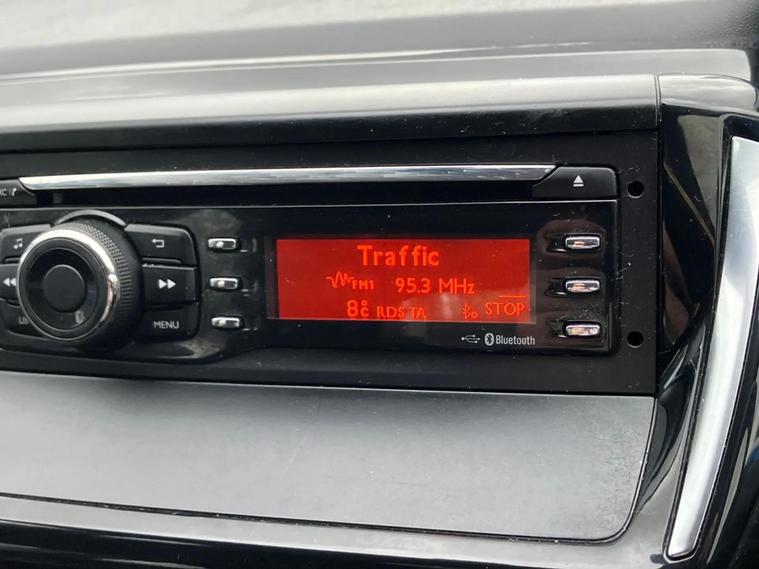 Traffic
FM1 95.3 MHz
8°C RDS TA STOP
MENU
Bluetooth